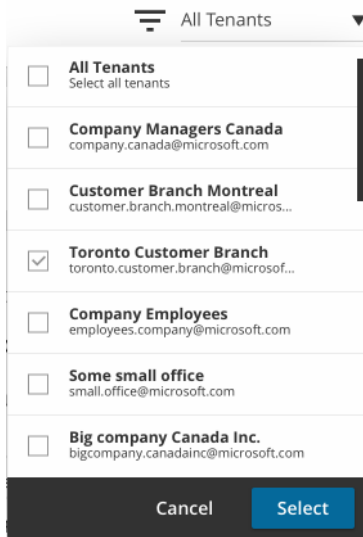 All Tenants
All Tenants
Select all tenants
Company Managers Canada
company.canada@microsoft.com
Customer Branch Montreal
customer.branch.montreal@micros...
Toronto Customer Branch
toronto.customer.branch@microsof...
Company Employees
employees.company@microsoft.com
Some small office
small.office@microsoft.com
Big company Canada Inc.
bigcompany.canadainc@microsoft.com
Cancel Select